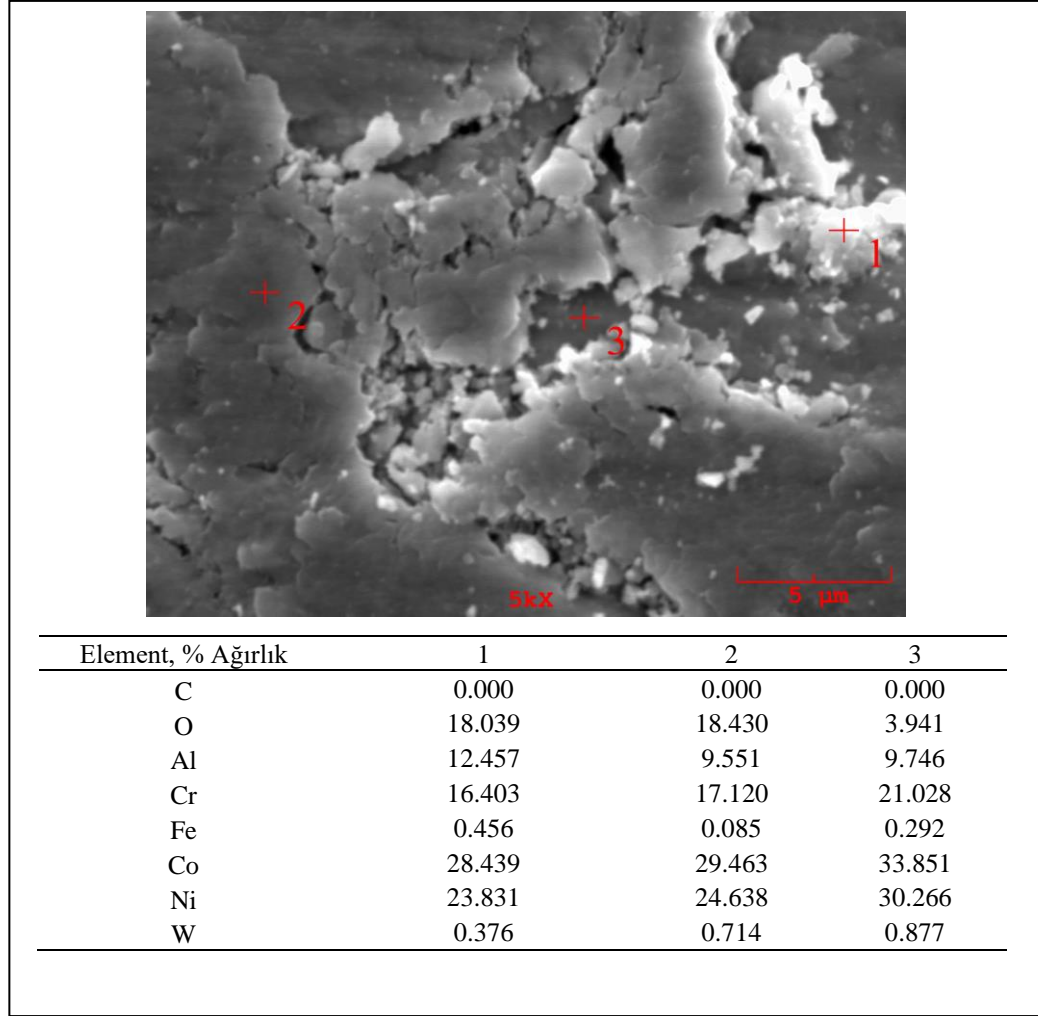 1
2
3
5kX
5 µm
Element, % Ağırlık 1 2 3
C 0.000 0.000 0.000
O 18.039 18.430 3.941
Al 12.457 9.551 9.746
Cr 16.403 17.120 21.028
Fe 0.456 0.085 0.292
Co 28.439 29.463 33.851
Ni 23.831 24.638 30.266
W 0.376 0.714 0.877